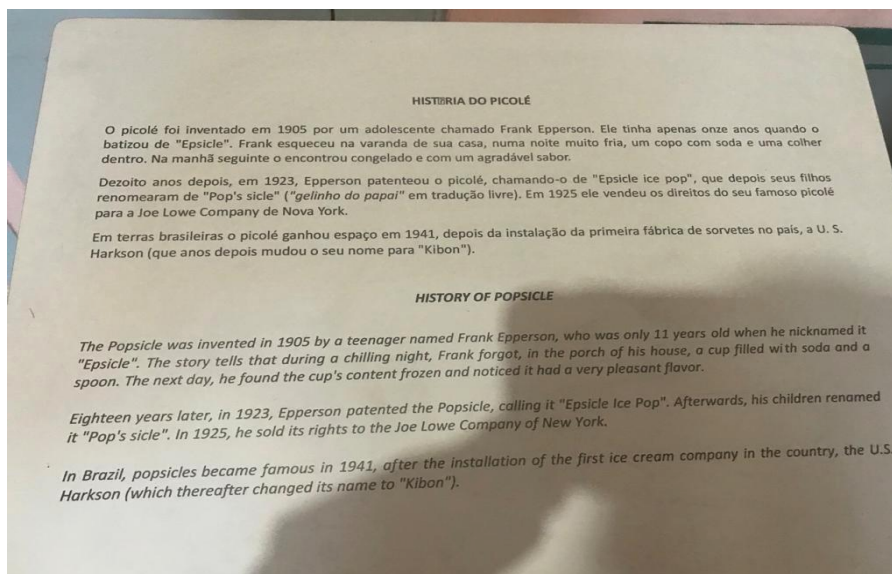 HIST⍰RIA DO PICOLÉ
O picolé foi inventado em 1905 por um adolescente chamado Frank Epperson. Ele tinha apenas onze anos quando o
batizou de "Epsicle". Frank esqueceu na varanda de sua casa, numa noite muito fria, um copo com soda e uma colher
dentro. Na manhã seguinte o encontrou congelado e com um agradável sabor.
Dezoito anos depois, em 1923, Epperson patenteou o picolé, chamando-o de "Epsicle ice pop", que depois seus filhos
renomearam de "Pop's sicle" ("gelinho do papai" em tradução livre). Em 1925 ele vendeu os direitos do seu famoso picolé
para a Joe Lowe Company de Nova York.
Em terras brasileiras o picolé ganhou espaço em 1941, depois da instalação da primeira fábrica de sorvetes no país, a U. S.
Harkson (que anos depois mudou o seu nome para "Kibon").
HISTORY OF POPSICLE
The Popsicle was invented in 1905 by a teenager named Frank Epperson, who was only 11 years old when he nicknamed it
"Epsicle". The story tells that during a chilling night, Frank forgot, in the porch of his house, a cup filled with soda and a
spoon. The next day, he found the cup's content frozen and noticed it had a very pleasant flavor.
Eighteen years later, in 1923, Epperson patented the Popsicle, calling it "Epsicle Ice Pop". Afterwards, his children renamed
it "Pop's sicle". In 1925, he sold its rights to the Joe Lowe Company of New York.
In Brazil, popsicles became famous in 1941, after the installation of the first ice cream company in the country, the U.S.
Harkson (which thereafter changed its name to "Kibon").